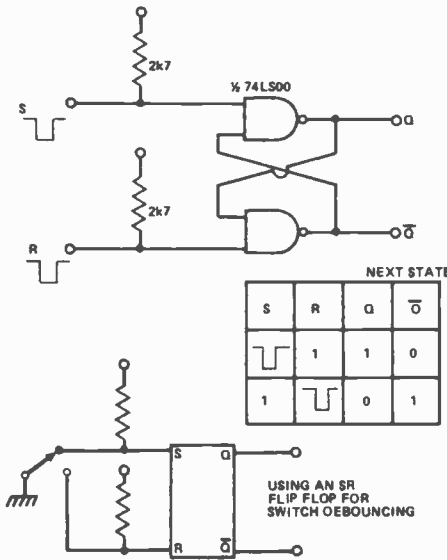 2k7
½ 74LS00
S
Q
2k7
R
Q̅
NEXT STATE
S R Q O̅
1 1 0
1 0 1
S Q
R Q̅
USING AN SR
FLIP FLOP FOR
SWITCH OEBOUNCING